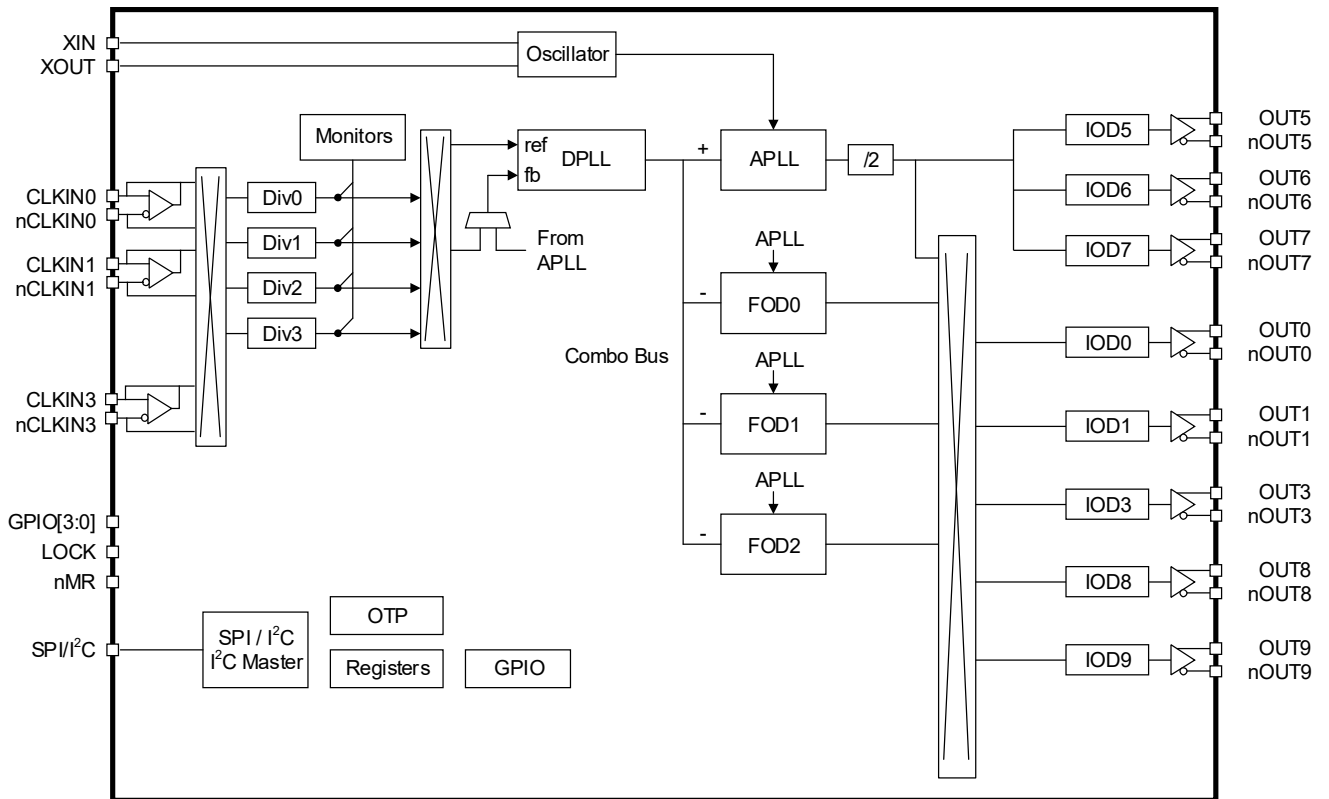 XIN
XOUT
Oscillator
Monitors
ref
fb
DPLL
+
APLL
/2
IOD5
OUT5
nOUT5
IOD6
OUT6
nOUT6
IOD7
OUT7
nOUT7
CLKIN0
nCLKIN0
Div0
CLKIN1
nCLKIN1
Div1
Div2
Div3
From
APLL
APLL
-
FOD0
Combo Bus
APLL
-
FOD1
APLL
-
FOD2
IOD0
OUT0
nOUT0
IOD1
OUT1
nOUT1
IOD3
OUT3
nOUT3
IOD8
OUT8
nOUT8
IOD9
OUT9
nOUT9
CLKIN3
nCLKIN3
GPIO[3:0]
LOCK
nMR
SPI/I²C
SPI / I²C
I²C Master
OTP
Registers
GPIO